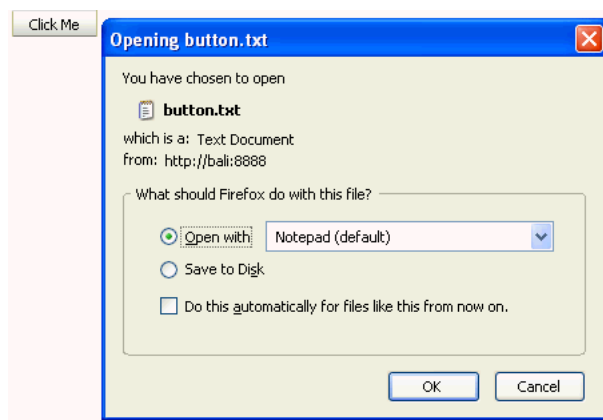 Click Me
Opening button.txt
You have chosen to open
button.txt
which is a: Text Document
from: http://bali:8888
What should Firefox do with this file?
Open with Notepad (default)
Save to Disk
Do this automatically for files like this from now on.
OK Cancel